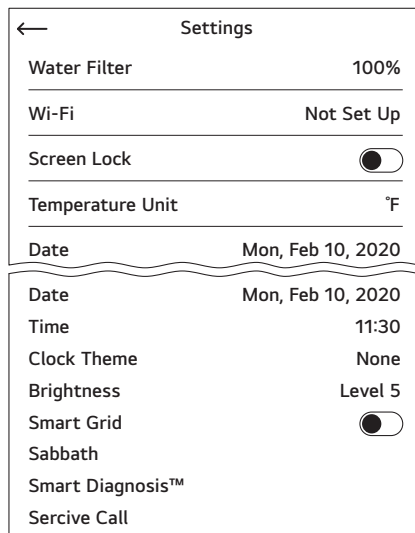 Settings
Water Filter 100%
Wi-Fi Not Set Up
Screen Lock
Temperature Unit °F
Date Mon, Feb 10, 2020
Date Mon, Feb 10, 2020
Time 11:30
Clock Theme None
Brightness Level 5
Smart Grid
Sabbath
Smart Diagnosis™
Sercive Call